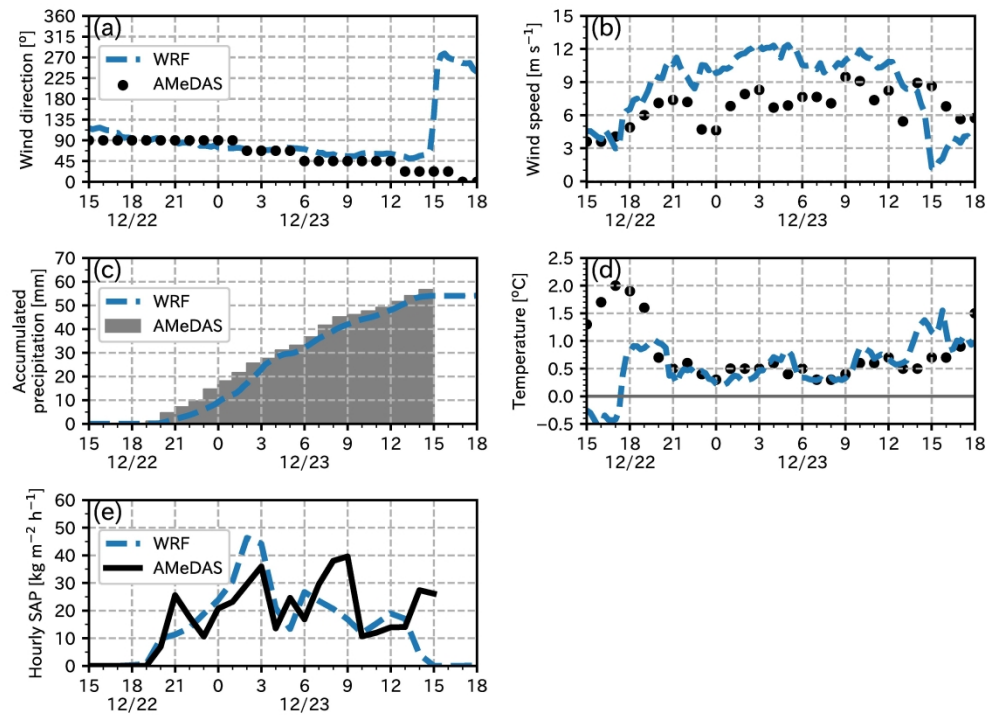 (a)
Wind direction [°]
360
315
270
225
180
135
90
45
0
WRF
AMeDAS
15 18 21 0 3 6 9 12 15 18
12/22 12/23
(b)
Wind speed [m s⁻¹]
15
12
9
6
3
0
15 18 21 0 3 6 9 12 15 18
12/22 12/23
(c)
Accumulated
precipitation [mm]
70
60
50
40
30
20
10
0
WRF
AMeDAS
15 18 21 0 3 6 9 12 15 18
12/22 12/23
(d)
Temperature [°C]
2.5
2.0
1.5
1.0
0.5
0.0
−0.5
15 18 21 0 3 6 9 12 15 18
12/22 12/23
(e)
Hourly SAP [kg m⁻² h⁻¹]
60
50
40
30
20
10
0
WRF
AMeDAS
15 18 21 0 3 6 9 12 15 18
12/22 12/23